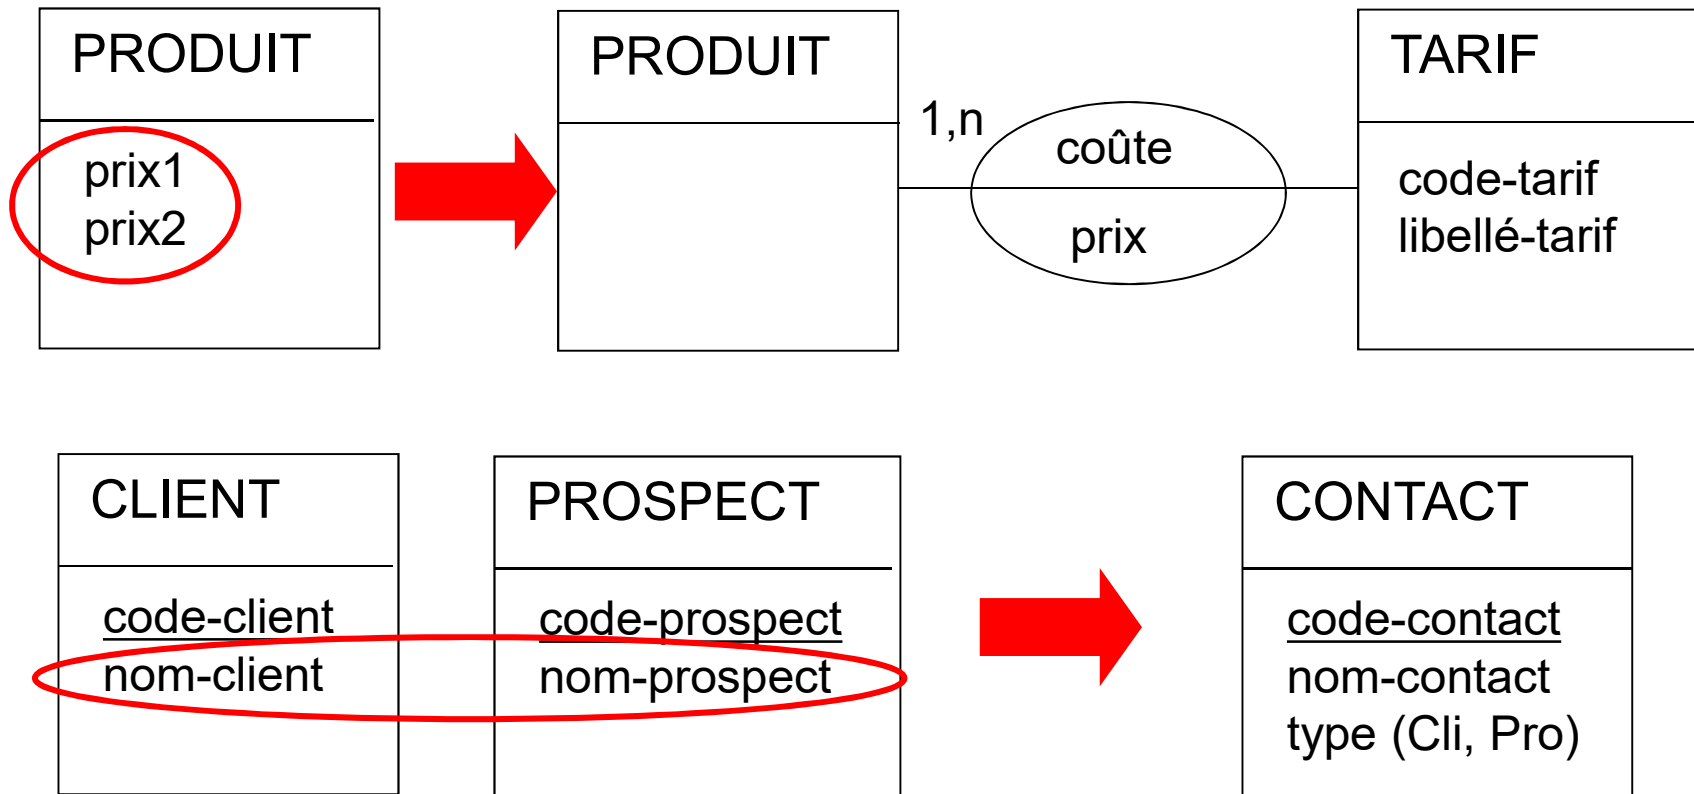 PRODUIT
prix1
prix2
PRODUIT
1,n
coûte
prix
TARIF
code-tarif
libellé-tarif
CLIENT
code-client
nom-client
PROSPECT
code-prospect
nom-prospect
CONTACT
code-contact
nom-contact
type (Cli, Pro)